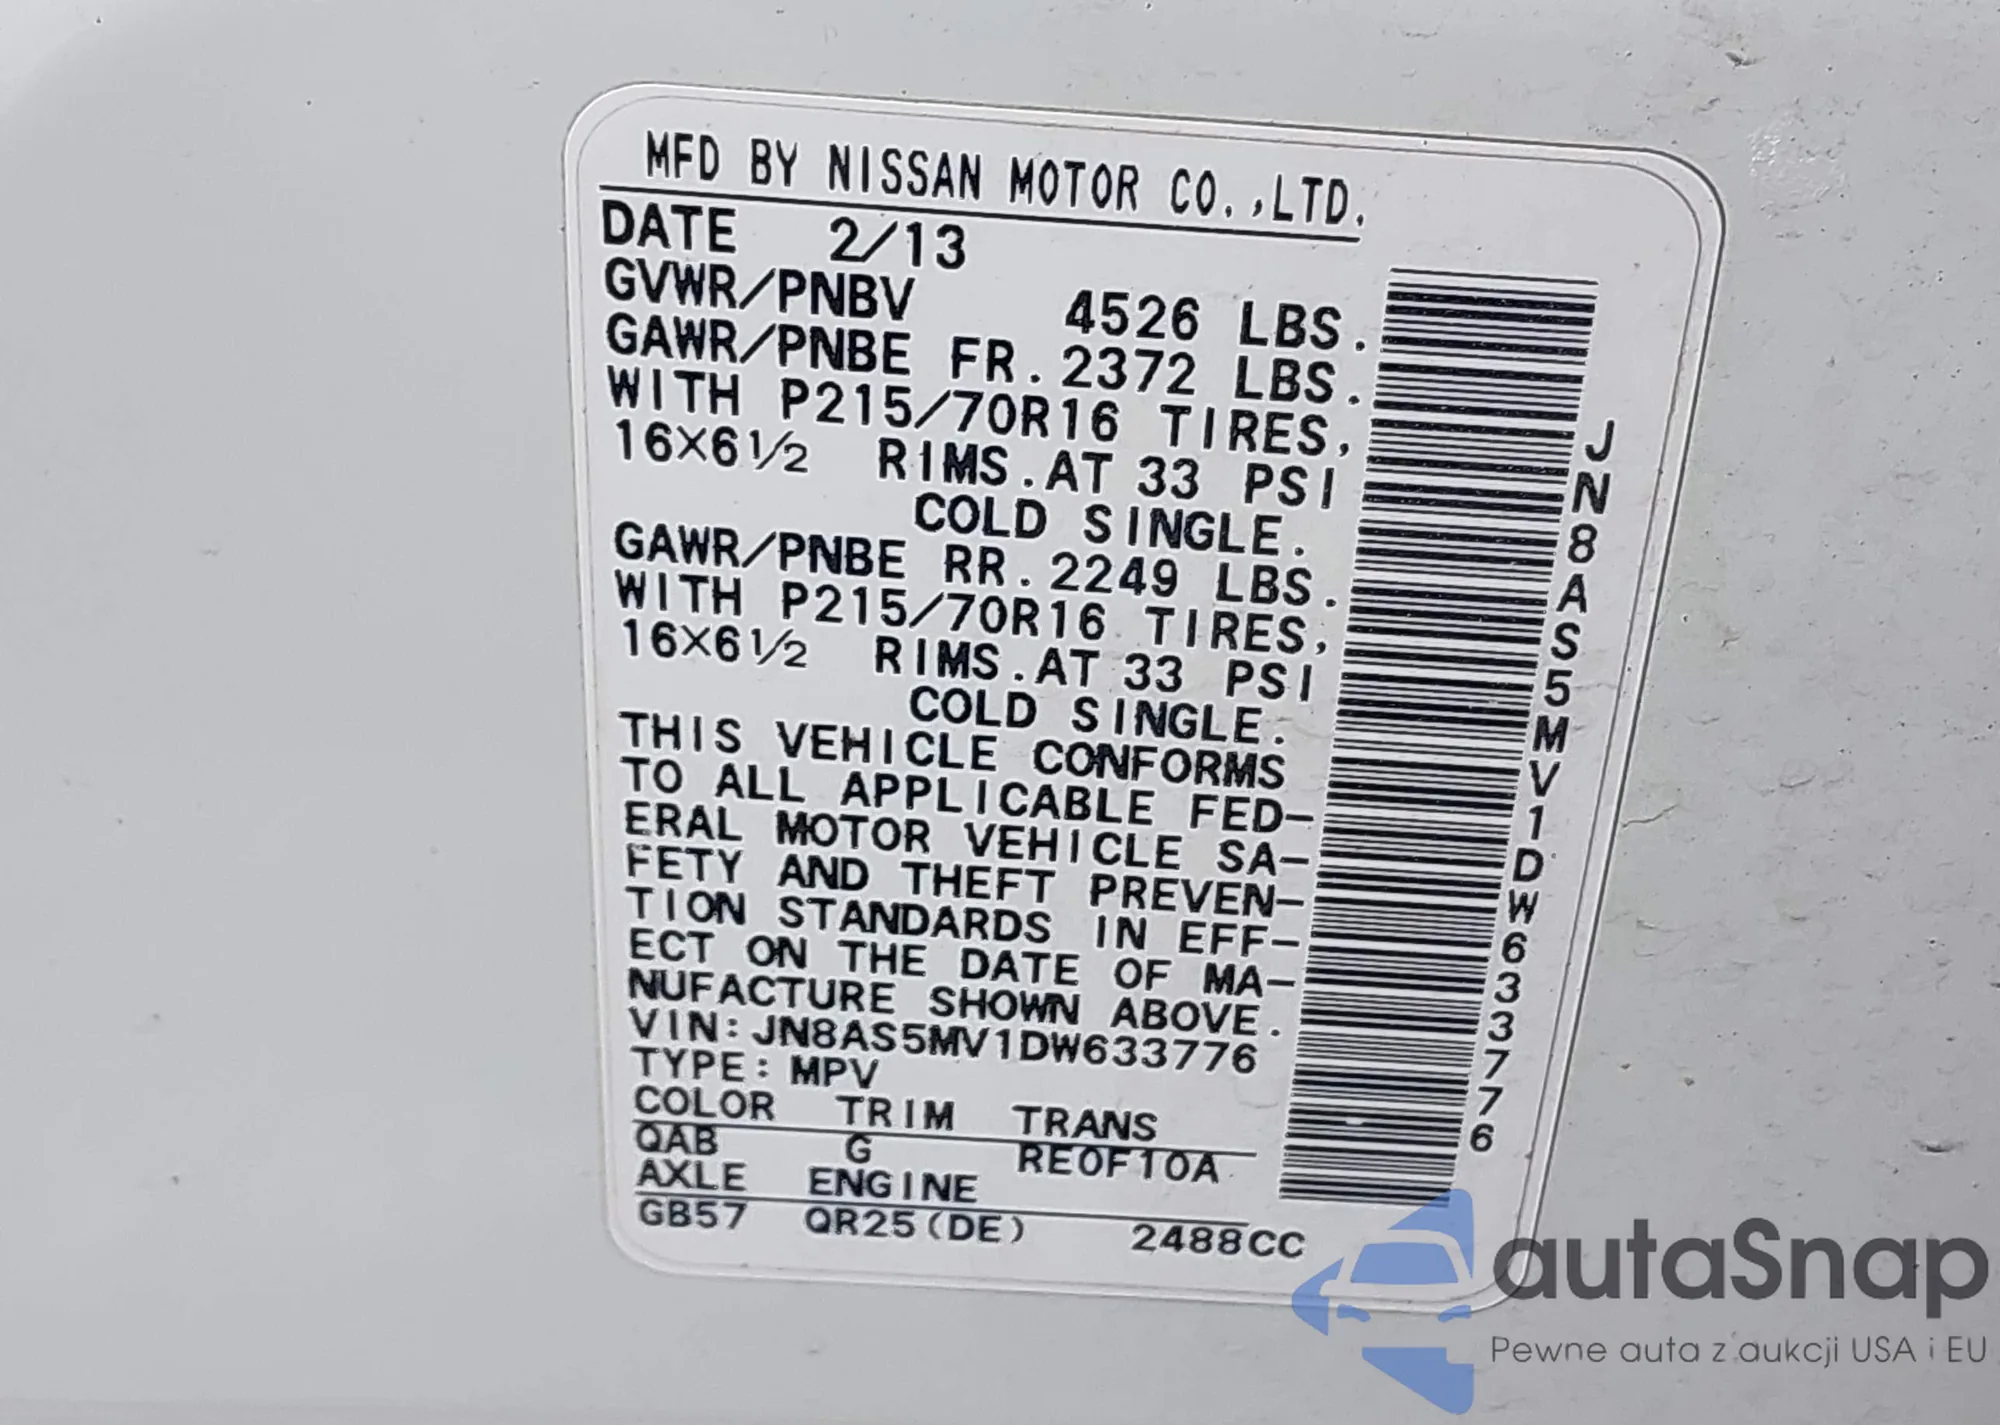 MFD BY NISSAN MOTOR CO.,LTD.
DATE 2/13
GVWR/PNBV 4526 LBS.
GAWR/PNBE FR. 2372 LBS.
WITH P215/70R16 TIRES,
16×6½ RIMS.AT 33 PSI
COLD SINGLE.
GAWR/PNBE RR. 2249 LBS.
WITH P215/70R16 TIRES,
16×6½ RIMS.AT 33 PSI
COLD SINGLE.
THIS VEHICLE CONFORMS
TO ALL APPLICABLE FED-
ERAL MOTOR VEHICLE SA-
FETY AND THEFT PREVEN-
TION STANDARDS IN EFF-
ECT ON THE DATE OF MA-
NUFACTURE SHOWN ABOVE.
VIN: JN8AS5MV1DW633776
TYPE: MPV
COLOR TRIM TRANS
QAB G RE0F10A
AXLE ENGINE
GB57 QR25(DE) 2488CC
JN8AS5MV1DW633776
autaSnap
Pewne auta z aukcji USA i EU